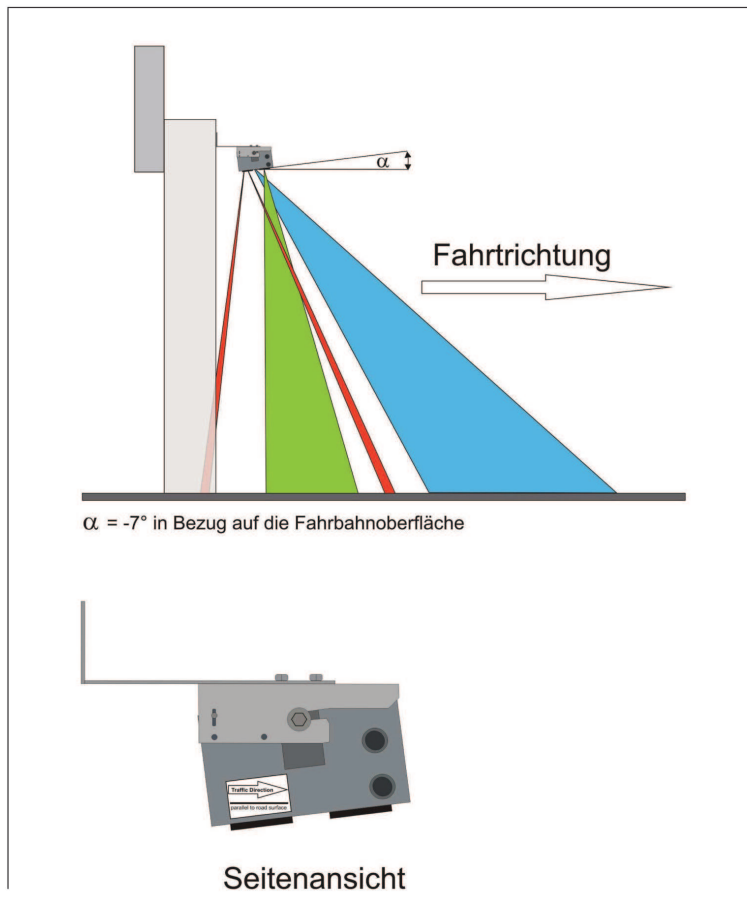 α
Fahrtrichtung
α = -7° in Bezug auf die Fahrbahnoberfläche
Traffic Direction
parallel to road surface
Seitenansicht